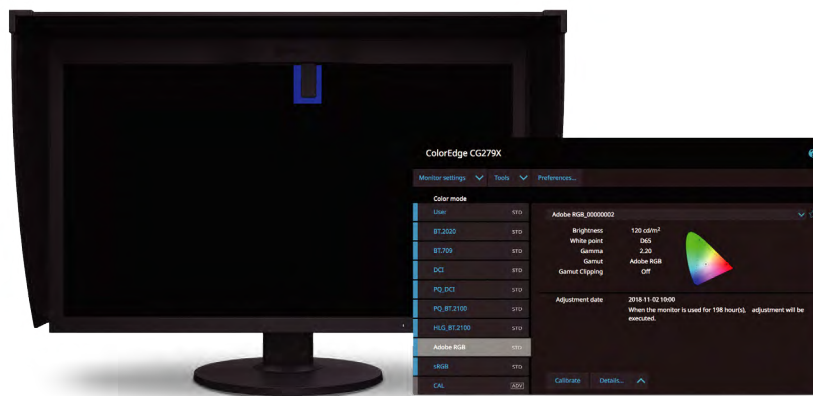 ColorEdge CG279X
Monitor settings Tools Preferences...
Color mode
User STD
BT.2020 STD
BT.709 STD
DCI STD
PQ_DCI STD
PQ_BT.2100 STD
HLG_BT.2100 STD
Adobe RGB STD
sRGB STD
CAL ADV
Adobe RGB_00000002
Brightness 120 cd/m²
White point D65
Gamma 2.20
Gamut Adobe RGB
Gamut Clipping Off
Adjustment date 2018-11-02 10:00
When the monitor is used for 198 hour(s), adjustment will be
executed.
Calibrate Details...